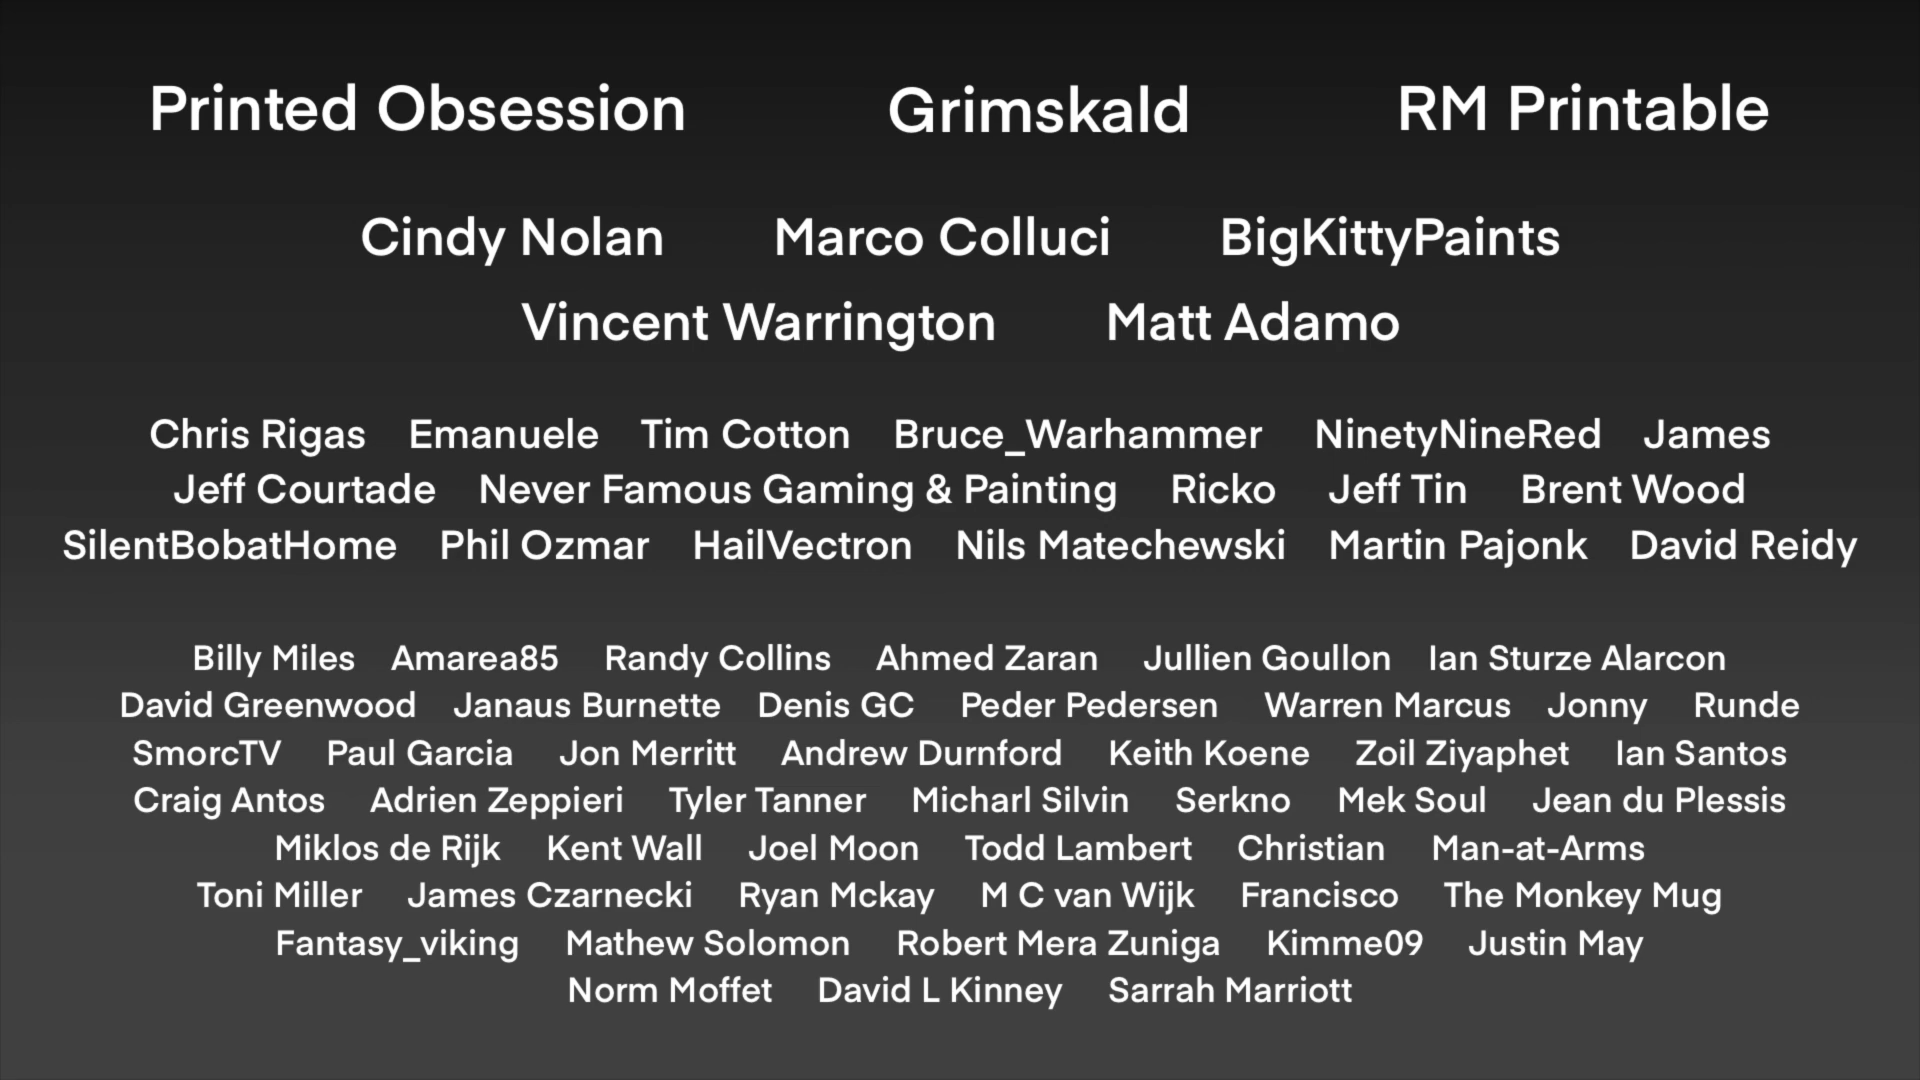 Printed Obsession Grimskald RM Printable
Cindy Nolan Marco Colluci BigKittyPaints
Vincent Warrington Matt Adamo
Chris Rigas Emanuele Tim Cotton Bruce_Warhammer NinetyNineRed James
Jeff Courtade Never Famous Gaming & Painting Ricko Jeff Tin Brent Wood
SilentBobatHome Phil Ozmar HailVectron Nils Matechewski Martin Pajonk David Reidy
Billy Miles Amarea85 Randy Collins Ahmed Zaran Jullien Goullon Ian Sturze Alarcon
David Greenwood Janaus Burnette Denis GC Peder Pedersen Warren Marcus Jonny Runde
SmorcTV Paul Garcia Jon Merritt Andrew Durnford Keith Koene Zoil Ziyaphet Ian Santos
Craig Antos Adrien Zeppieri Tyler Tanner Micharl Silvin Serkno Mek Soul Jean du Plessis
Miklos de Rijk Kent Wall Joel Moon Todd Lambert Christian Man-at-Arms
Toni Miller James Czarnecki Ryan Mckay M C van Wijk Francisco The Monkey Mug
Fantasy_viking Mathew Solomon Robert Mera Zuniga Kimme09 Justin May
Norm Moffet David L Kinney Sarrah Marriott